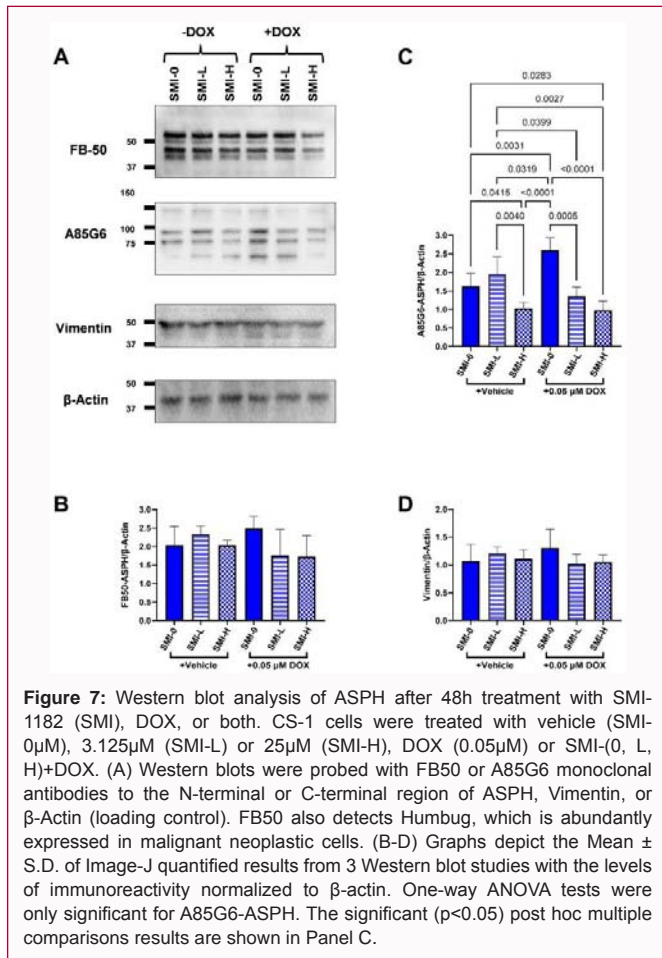 -DOX +DOX
A
SMI-0 SMI-L SMI-H SMI-0 SMI-L SMI-H
FB-50
50
37
A85G6
150
100
75
Vimentin
50
37
β-Actin
50
37
C
0.0283
0.0027
0.0399
0.0031
0.0319 <0.0001
0.0415 <0.0001
0.0040 0.0005
A85G6-ASPH/β-Actin
3.0
2.5
2.0
1.5
1.0
0.5
0.0
SMI-0 SMI-L SMI-H SMI-0 SMI-L SMI-H
+Vehicle +0.05 µM DOX
B
FB50-ASPH/β-Actin
3.0
2.5
2.0
1.5
1.0
0.5
0.0
SMI-0 SMI-L SMI-H SMI-0 SMI-L SMI-H
+Vehicle +0.05 µM DOX
D
Vimentin/β-Actin
2.0
1.5
1.0
0.5
0.0
SMI-0 SMI-L SMI-H SMI-0 SMI-L SMI-H
+Vehicle +0.05 µM DOX
Figure 7: Western blot analysis of ASPH after 48h treatment with SMI-
1182 (SMI), DOX, or both. CS-1 cells were treated with vehicle (SMI-
0µM), 3.125µM (SMI-L) or 25µM (SMI-H), DOX (0.05µM) or SMI-(0, L,
H)+DOX. (A) Western blots were probed with FB50 or A85G6 monoclonal
antibodies to the N-terminal or C-terminal region of ASPH, Vimentin, or
β-Actin (loading control). FB50 also detects Humbug, which is abundantly
expressed in malignant neoplastic cells. (B-D) Graphs depict the Mean ±
S.D. of Image-J quantified results from 3 Western blot studies with the levels
of immunoreactivity normalized to β-actin. One-way ANOVA tests were
only significant for A85G6-ASPH. The significant (p<0.05) post hoc multiple
comparisons results are shown in Panel C.